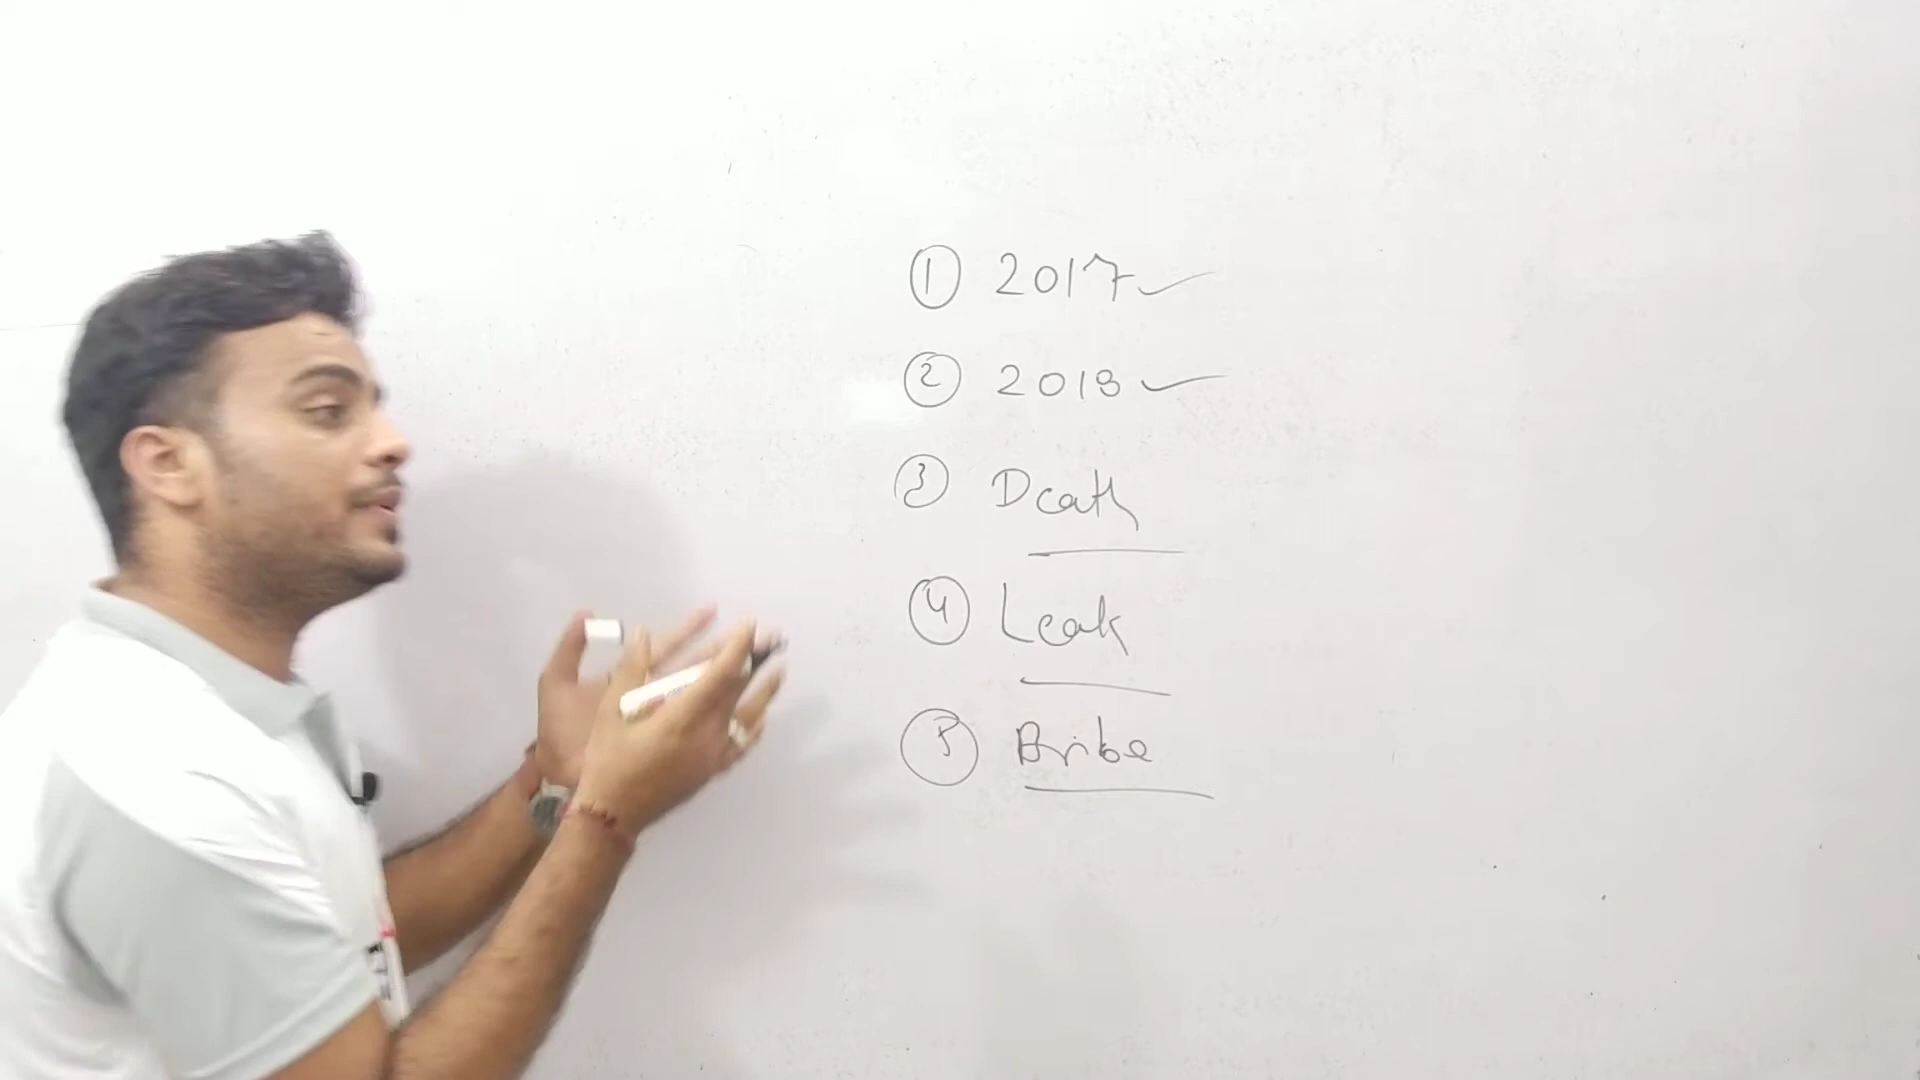 ① 2017 ✓
② 2018 ✓
③ Death
④ Leak
⑤ Bribe